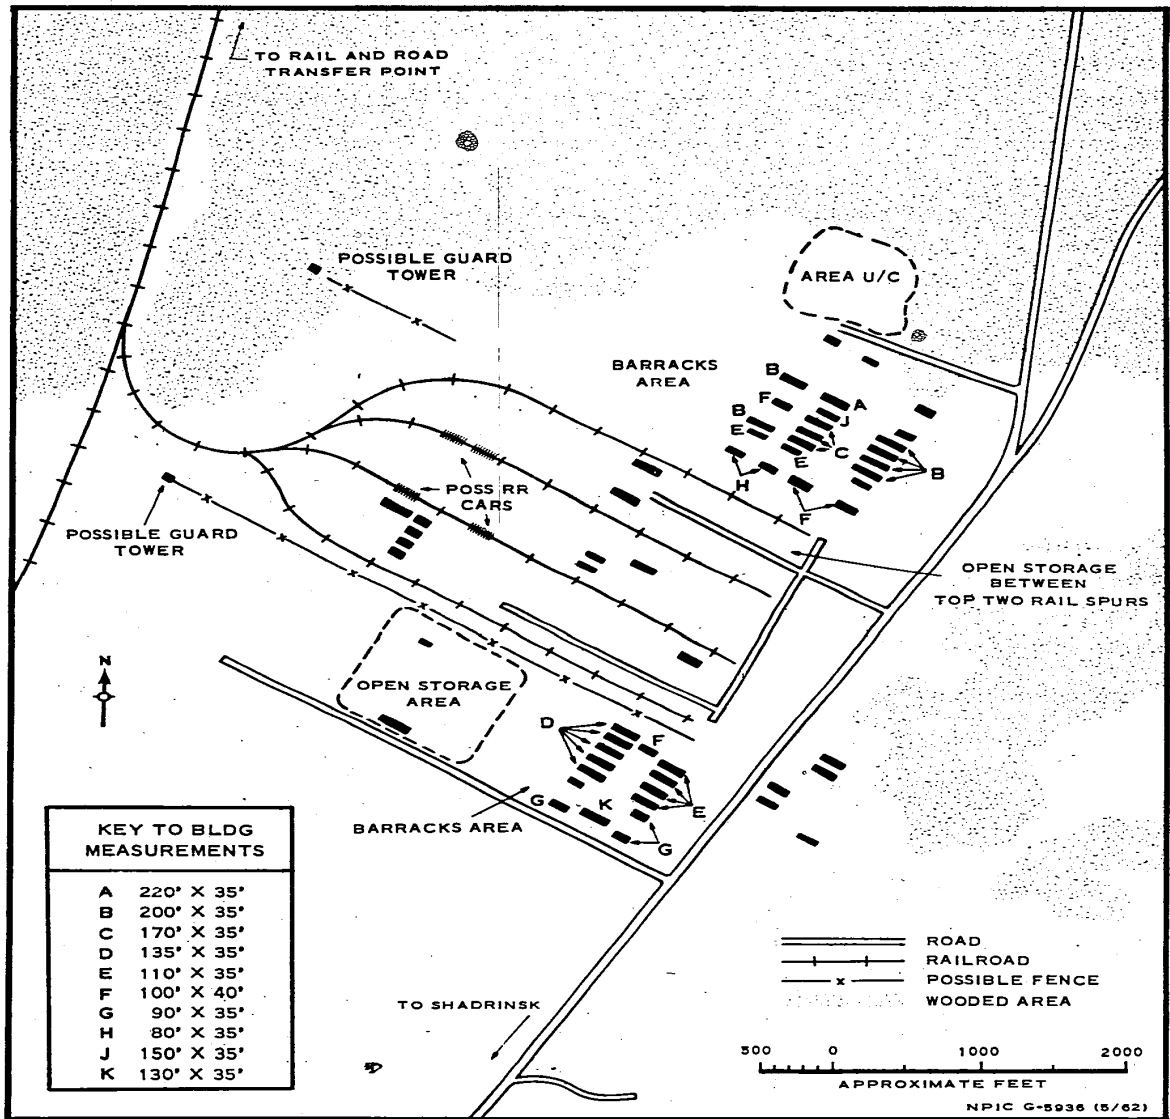 TO RAIL AND ROAD
TRANSFER POINT
POSSIBLE GUARD
TOWER
AREA U/C
BARRACKS
AREA
B
F
A
B
J
E
C
E
B
H
F
POSS RR
CARS
POSSIBLE GUARD
TOWER
OPEN STORAGE
BETWEEN
TOP TWO RAIL SPURS
N
OPEN STORAGE
AREA
D
F
E
G
K
G
BARRACKS AREA
KEY TO BLDG
MEASUREMENTS
A 220' X 35'
B 200' X 35'
C 170' X 35'
D 135' X 35'
E 110' X 35'
F 100' X 40'
G 90' X 35'
H 80' X 35'
J 150' X 35'
K 130' X 35'
ROAD
RAILROAD
x POSSIBLE FENCE
WOODED AREA
TO SHADRINSK
500 0 1000 2000
APPROXIMATE FEET
NPIC G-5936 (5/62)